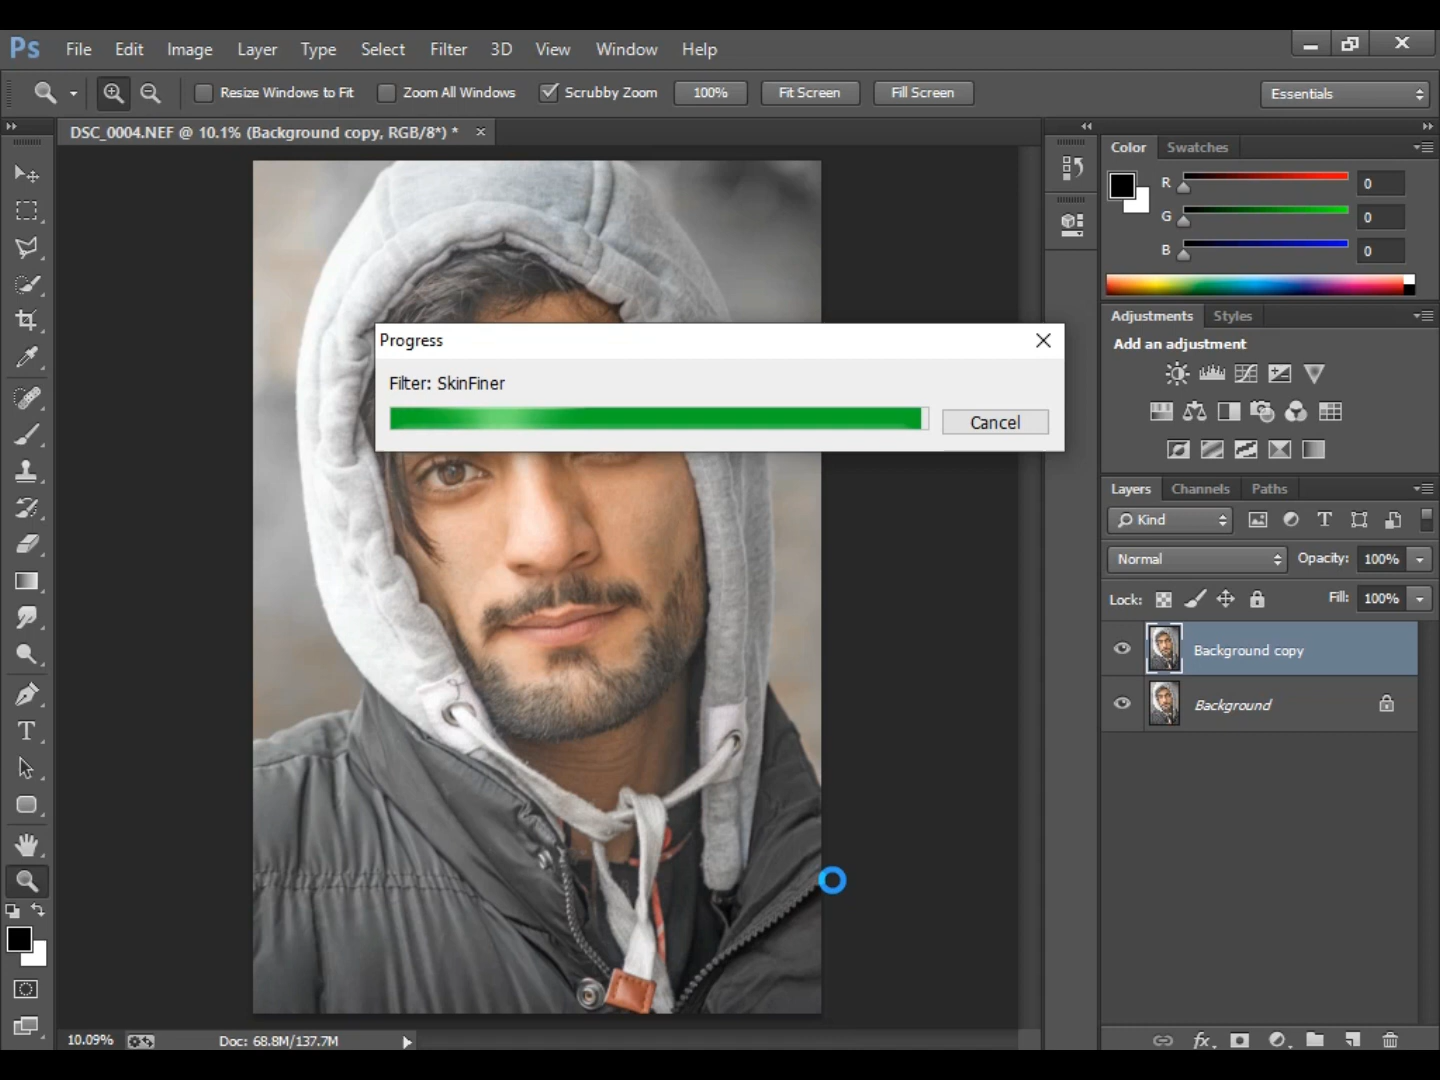 Ps File Edit Image Layer Type Select Filter 3D View Window Help
Resize Windows to Fit Zoom All Windows Scrubby Zoom 100% Fit Screen Fill Screen Essentials
DSC_0004.NEF @ 10.1% (Background copy, RGB/8*) *
Color Swatches
R 0
G 0
B 0
Adjustments Styles
Add an adjustment
Progress
Filter: SkinFiner
Cancel
Layers Channels Paths
Kind
Normal Opacity: 100%
Lock: Fill: 100%
Background copy
Background
10.09% Doc: 68.8M/137.7M
fx